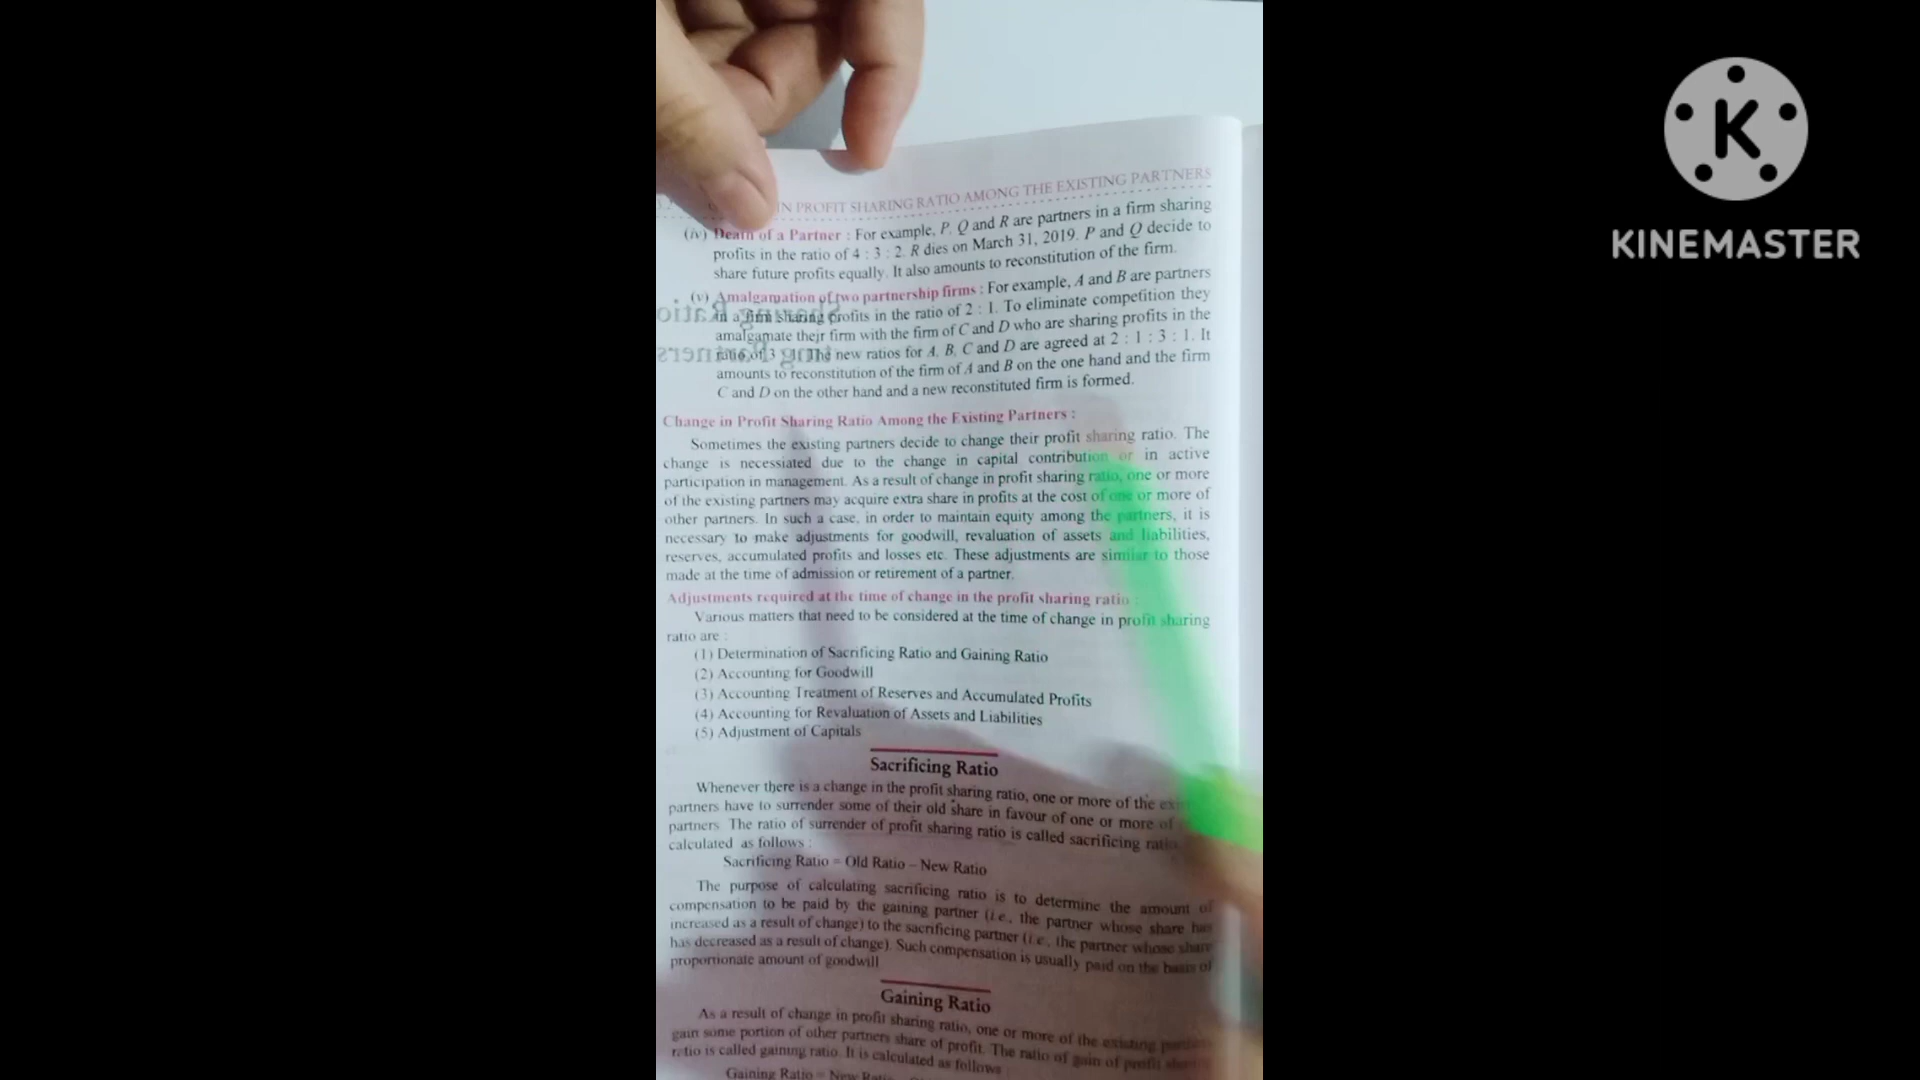 IN PROFIT SHARING RATIO AMONG THE EXISTING PARTNERS
(iv) Death of a Partner : For example, P, Q and R are partners in a firm sharing
profits in the ratio of 4 : 3 : 2. R dies on March 31, 2019. P and Q decide to
share future profits equally. It also amounts to reconstitution of the firm.
(v) Amalgamation of two partnership firms : For example, A and B are partners
in a firm sharing profits in the ratio of 2 : 1. To eliminate competition they
amalgamate their firm with the firm of C and D who are sharing profits in the
ratio of 3 The new ratios for A, B, C and D are agreed at 2 : 1 : 3 : 1. It
amounts to reconstitution of the firm of A and B on the one hand and the firm
C and D on the other hand and a new reconstituted firm is formed.
Change in Profit Sharing Ratio Among the Existing Partners :
Sometimes the existing partners decide to change their profit sharing ratio. The
change is necessiated due to the change in capital contribution or in active
participation in management. As a result of change in profit sharing ratio, one or more
of the existing partners may acquire extra share in profits at the cost of one or more of
other partners. In such a case, in order to maintain equity among the partners, it is
necessary to make adjustments for goodwill, revaluation of assets and liabilities,
reserves, accumulated profits and losses etc. These adjustments are similar to those
made at the time of admission or retirement of a partner.
Adjustments required at the time of change in the profit sharing ratio :
Various matters that need to be considered at the time of change in profit sharing
ratio are :
(1) Determination of Sacrificing Ratio and Gaining Ratio
(2) Accounting for Goodwill
(3) Accounting Treatment of Reserves and Accumulated Profits
(4) Accounting for Revaluation of Assets and Liabilities
(5) Adjustment of Capitals
Sacrificing Ratio
Whenever there is a change in the profit sharing ratio, one or more of the
partners have to surrender some of their old share in favour of one or more of
partners. The ratio of surrender of profit sharing ratio is called sacrificing ratio.
calculated as follows :
Sacrificing Ratio = Old Ratio – New Ratio
The purpose of calculating sacrificing ratio is to determine the amount of
compensation to be paid by the gaining partner (i.e., the partner whose share has
increased as a result of change) to the sacrificing partner (i.e., the partner whose share
has decreased as a result of change). Such compensation is usually paid on the basis of
proportionate amount of goodwill
Gaining Ratio
As a result of change in profit sharing ratio, one or more of the existing partners
gain some portion of other partners share of profit. The ratio of gain of profit sharing
ratio is called gaining ratio. It is calculated as follows
Gaining Ratio = New Ratio
KINEMASTER